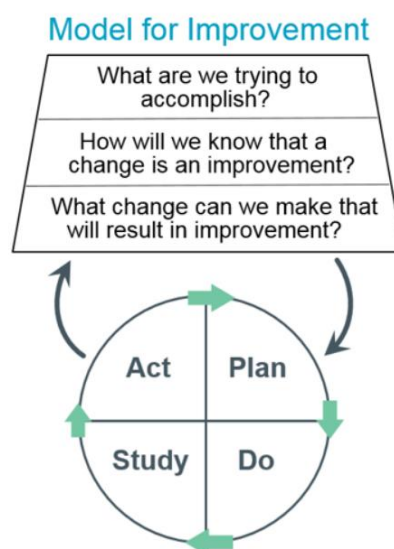 Model for Improvement
What are we trying to
accomplish?
How will we know that a
change is an improvement?
What change can we make that
will result in improvement?
Act
Plan
Study
Do